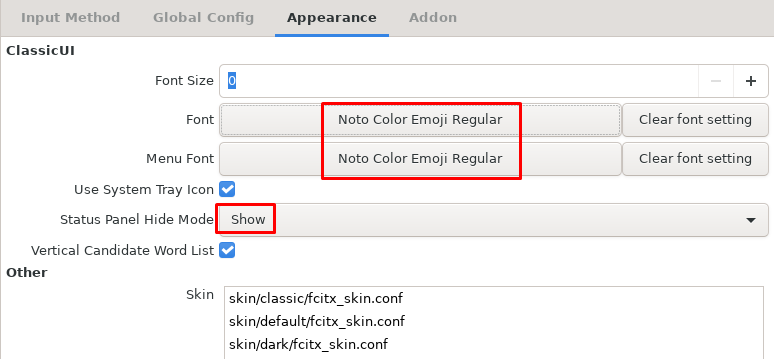 Input Method Global Config Appearance Addon
ClassicUI
Font Size 0 − +
Font Noto Color Emoji Regular Clear font setting
Menu Font Noto Color Emoji Regular Clear font setting
Use System Tray Icon
Status Panel Hide Mode Show
Vertical Candidate Word List
Other
Skin skin/classic/fcitx_skin.conf
skin/default/fcitx_skin.conf
skin/dark/fcitx_skin.conf